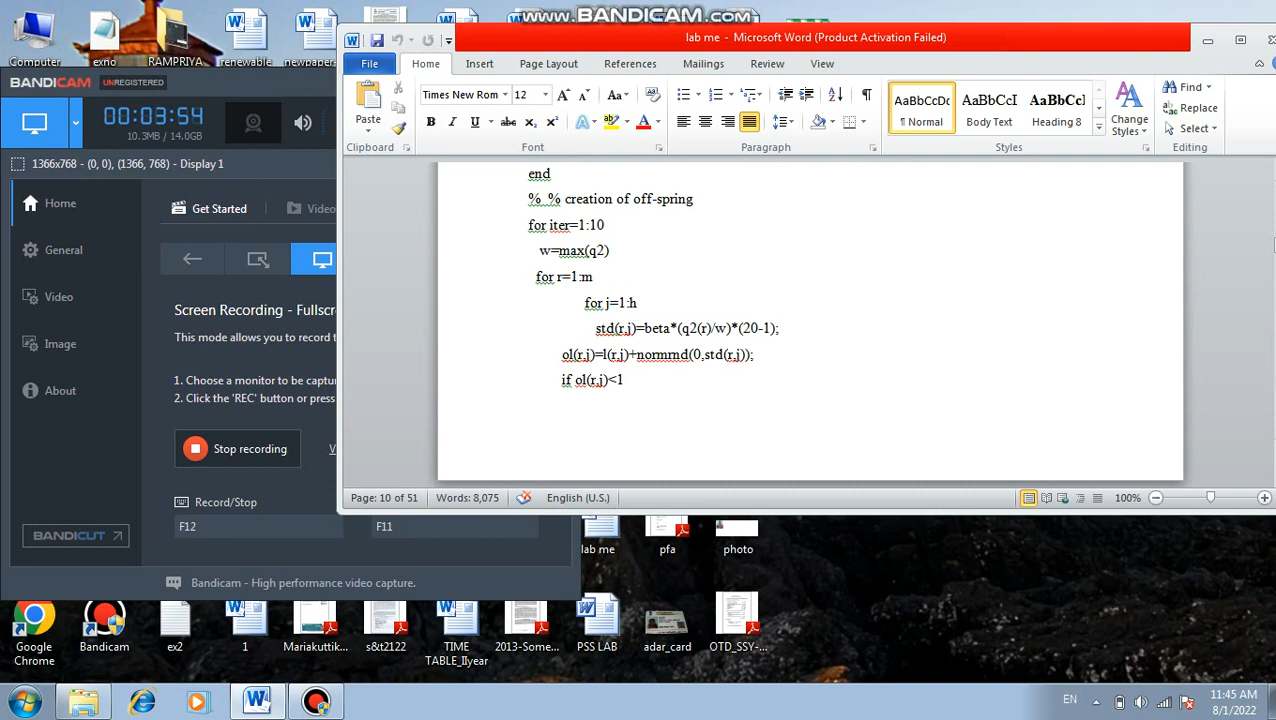 www.BANDICAM.com
Computer
exno
RAMPRIYA
renewable
newspaper
BANDICAM UNREGISTERED
00:03:54
10.3MB / 14.0GB
1366x768 - (0, 0), (1366, 768) - Display 1
Home
General
Video
Image
About
BANDICUT
Get Started
Video
Screen Recording - Fullscre
This mode allows you to record t
1. Choose a monitor to be captu
2. Click the 'REC' button or press
Stop recording
V
Record/Stop
F12
F11
Bandicam - High performance video capture.
lab me - Microsoft Word (Product Activation Failed)
File Home Insert Page Layout References Mailings Review View
Paste
Clipboard
Times New Rom 12
Font
Paragraph
AaBbCcDc AaBbCcI AaBbCcI
¶ Normal Body Text Heading 8
Change
Styles
Styles
Find
Replace
Select
Editing
end
% % creation of off-spring
for iter=1:10
w=max(q2)
for r=1:m
for j=1:h
std(r,j)=beta*(q2(r)/w)*(20-1);
ol(r,j)=l(r,j)+normrnd(0,std(r,j));
if ol(r,j)<1
Page: 10 of 51 Words: 8,075 English (U.S.) 100%
lab me
pfa
photo
Google
Chrome
Bandicam
ex2
1
Mariakuttik...
s&t2122
TIME
TABLE_IIyear
2013-Some...
PSS LAB
adar_card
OTD_SSY-...
EN
11:45 AM
8/1/2022